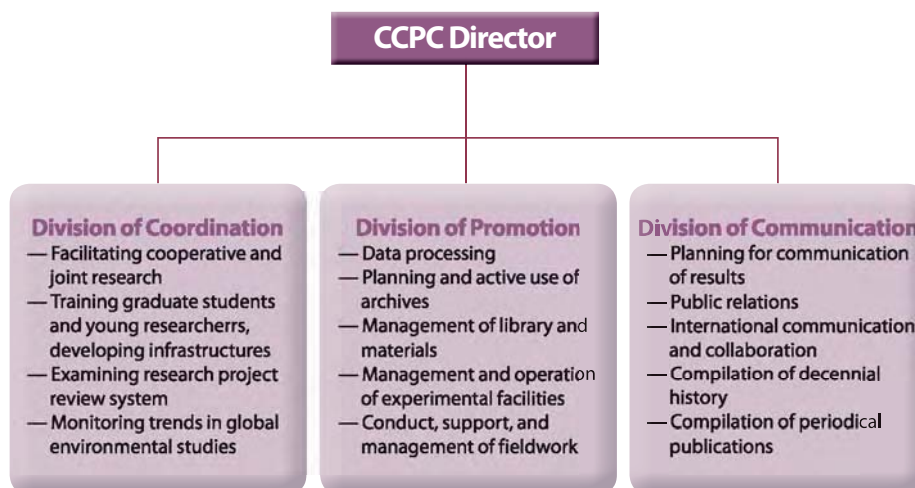 CCPC Director
Division of Coordination
— Facilitating cooperative and
joint research
— Training graduate students
and young researcherrs,
developing infrastructures
— Examining research project
review system
— Monitoring trends in global
environmental studies
Division of Promotion
— Data processing
— Planning and active use of
archives
— Management of library and
materials
— Management and operation
of experimental facilities
— Conduct, support, and
management of fieldwork
Division of Communication
— Planning for communication
of results
— Public relations
— International communication
and collaboration
— Compilation of decennial
history
— Compilation of periodical
publications